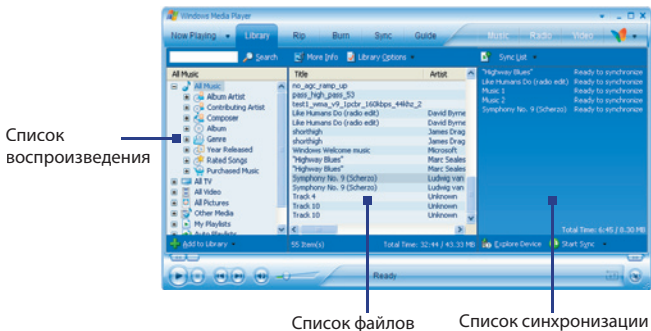 Windows Media Player
Now Playing Library Rip Burn Sync Guide Music Radio Video
Search More Info Library Options Sync List
All Music
All Music
Album Artist
Contributing Artist
Composer
Album
Genre
Year Released
Rated Songs
Purchased Music
All TV
All Video
All Pictures
Other Media
My Playlists
Auto Playlists
Title Artist
no_agc_ramp_up
pass_high_pass_53
test1_wma_v9_1pcbr_160kbps_44khz_2
Like Humans Do (radio edit) David Byrne
Like Humans Do (radio edit) David Byrne
shorthigh James Drag
shorthigh James Drag
Windows Welcome music Microsoft
"Highway Blues" Marc Seales
"Highway Blues" Marc Seales
Symphony No. 9 (Scherzo) Ludwig van
Symphony No. 9 (Scherzo) Ludwig van
Track 4 Unknown
Track 10 Unknown
Track 10 Unknown
"Highway Blues" Ready to synchronize
Like Humans Do (radio edit) Ready to synchronize
Music 1 Ready to synchronize
Music 2 Ready to synchronize
Symphony No. 9 (Scherzo) Ready to synchronize
Total Time: 6:45 / 8.30 MB
Add to Library 55 Item(s) Total Time: 32:44 / 43.33 MB Explore Device Start Sync
Ready
Список
воспроизведения
Список файлов
Список синхронизации